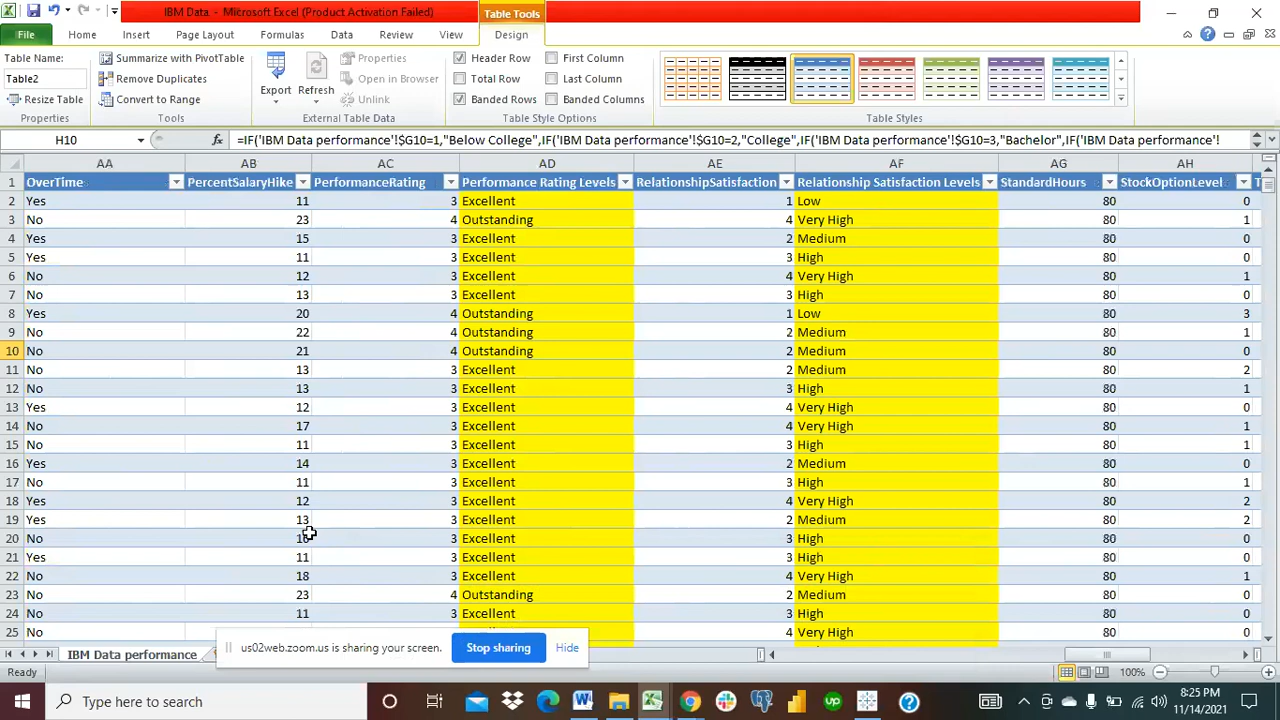 IBM Data - Microsoft Excel (Product Activation Failed) Table Tools
File Home Insert Page Layout Formulas Data Review View Design
Table Name: Summarize with PivotTable Properties Header Row First Column
Table2 Remove Duplicates Export Refresh Open in Browser Total Row Last Column
Resize Table Convert to Range Unlink Banded Rows Banded Columns
Properties Tools External Table Data Table Style Options Table Styles
H10 fx =IF('IBM Data performance'!$G10=1,"Below College",IF('IBM Data performance'!$G10=2,"College",IF('IBM Data performance'!$G10=3,"Bachelor",IF('IBM Data performance'!
AA AB AC AD AE AF AG AH
1 OverTime PercentSalaryHike PerformanceRating Performance Rating Levels RelationshipSatisfaction Relationship Satisfaction Levels StandardHours StockOptionLevel
2 Yes 11 3 Excellent 1 Low 80 0
3 No 23 4 Outstanding 4 Very High 80 1
4 Yes 15 3 Excellent 2 Medium 80 0
5 Yes 11 3 Excellent 3 High 80 0
6 No 12 3 Excellent 4 Very High 80 1
7 No 13 3 Excellent 3 High 80 0
8 Yes 20 4 Outstanding 1 Low 80 3
9 No 22 4 Outstanding 2 Medium 80 1
10 No 21 4 Outstanding 2 Medium 80 0
11 No 13 3 Excellent 2 Medium 80 2
12 No 13 3 Excellent 3 High 80 1
13 Yes 12 3 Excellent 4 Very High 80 0
14 No 17 3 Excellent 4 Very High 80 1
15 No 11 3 Excellent 3 High 80 1
16 Yes 14 3 Excellent 2 Medium 80 0
17 No 11 3 Excellent 3 High 80 1
18 Yes 12 3 Excellent 4 Very High 80 2
19 Yes 13 3 Excellent 2 Medium 80 2
20 No 3 Excellent 3 High 80 0
21 Yes 11 3 Excellent 3 High 80 0
22 No 18 3 Excellent 4 Very High 80 1
23 No 23 4 Outstanding 2 Medium 80 0
24 No 11 3 Excellent 3 High 80 0
25 No 4 Very High 80 0
us02web.zoom.us is sharing your screen. Stop sharing Hide
IBM Data performance
Ready 100%
Type here to search
8:25 PM
11/14/2021